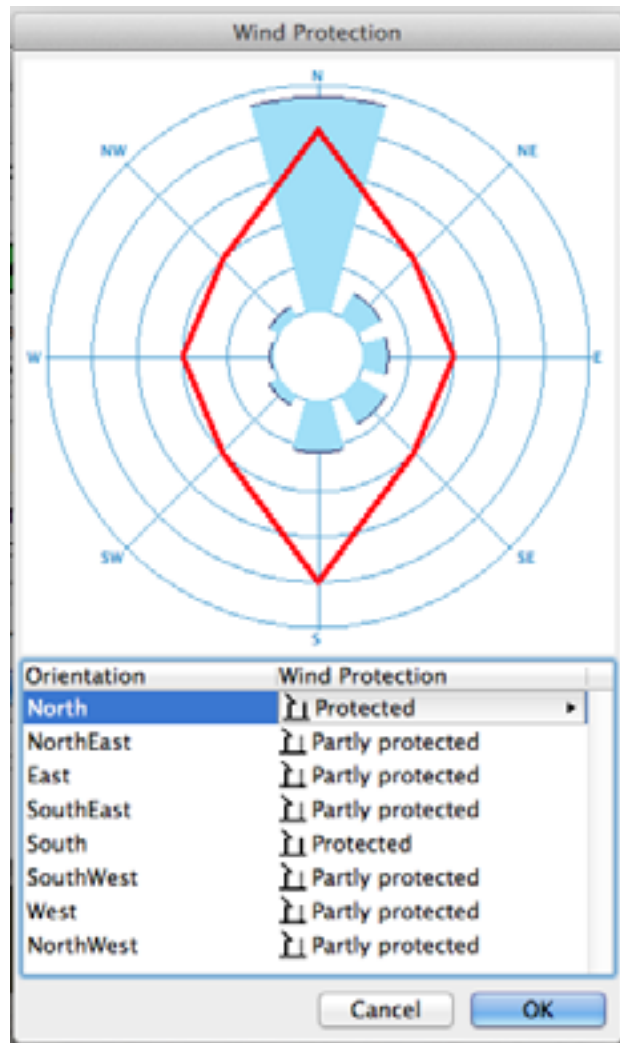 Wind Protection
N
NW NE
W E
SW SE
S
Orientation Wind Protection
North Protected
NorthEast Partly protected
East Partly protected
SouthEast Partly protected
South Protected
SouthWest Partly protected
West Partly protected
NorthWest Partly protected
Cancel OK